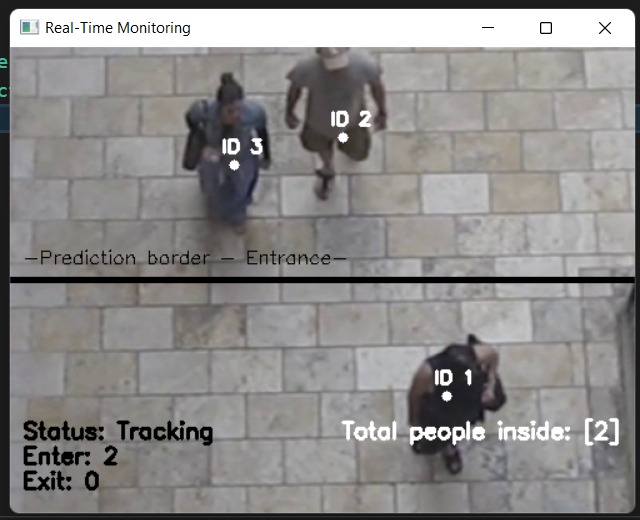 Real-Time Monitoring
ID 2
ID 3
-Prediction border - Entrance-
ID 1
Status: Tracking
Total people inside: [2]
Enter: 2
Exit: 0